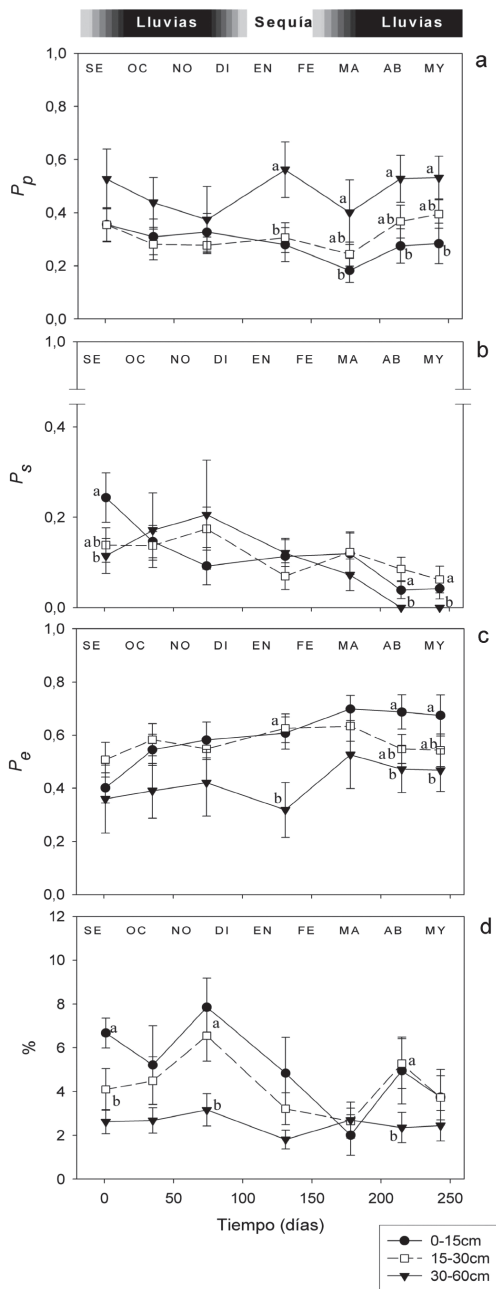 Lluvias Sequía Lluvias
a
1,0
SE OC NO DI EN FE MA AB MY
0,8
0,6
0,4
0,2
0,0
Pp
a a a a
b ab ab ab
b b b
b
1,0
SE OC NO DI EN FE MA AB MY
0,4
0,2
0,0
Ps
a
ab
b
a
b b
c
1,0
SE OC NO DI EN FE MA AB MY
0,8
0,6
0,4
0,2
0,0
Pe
a a a
ab ab
b b b
d
12
SE OC NO DI EN FE MA AB MY
10
8
6
4
2
0
%
a a a
b b b
0 50 100 150 200 250
Tiempo (días)
0-15cm
15-30cm
30-60cm